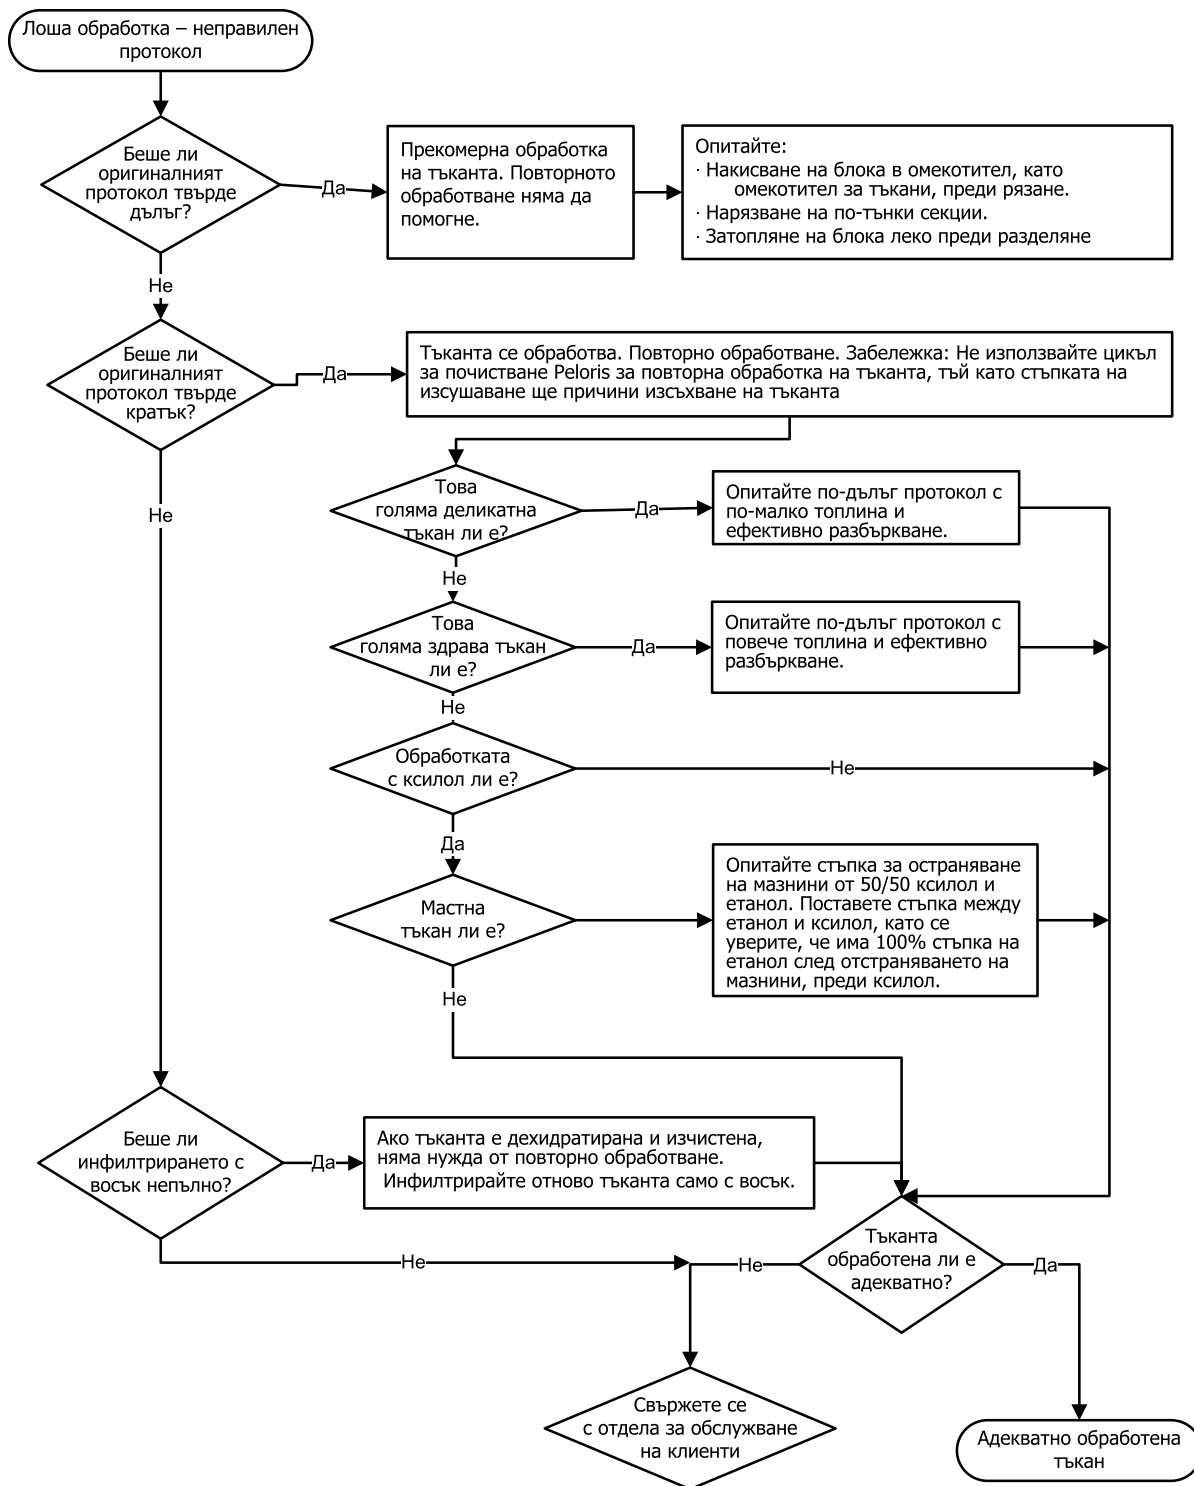 Лоша обработка – неправилен
протокол
Беше ли
оригиналният
протокол твърде
дълъг?
Да
Прекомерна обработка
на тъканта. Повторното
обработване няма да
помогне.
Опитайте:
· Накисване на блока в омекотител, като
омекотител за тъкани, преди рязане.
· Нарязване на по-тънки секции.
· Затопляне на блока леко преди разделяне
Не
Беше ли
оригиналният
протокол твърде
кратък?
Да
Тъканта се обработва. Повторно обработване. Забележка: Не използвайте цикъл
за почистване Peloris за повторна обработка на тъканта, тъй като стъпката на
изсушаване ще причини изсъхване на тъканта
Не
Това
голяма деликатна
тъкан ли е?
Да
Опитайте по-дълъг протокол с
по-малко топлина и
ефективно разбъркване.
Не
Това
голяма здрава тъкан
ли е?
Да
Опитайте по-дълъг протокол с
повече топлина и ефективно
разбъркване.
Не
Обработката
с ксилол ли е?
Не
Да
Мастна
тъкан ли е?
Опитайте стъпка за остраняване
на мазнини от 50/50 ксилол и
етанол. Поставете стъпка между
етанол и ксилол, като се
уверите, че има 100% стъпка на
етанол след отстраняването на
мазнини, преди ксилол.
Не
Беше ли
инфилтрирането с
восък непълно?
Да
Ако тъканта е дехидратирана и изчистена,
няма нужда от повторно обработване.
Инфилтрирайте отново тъканта само с восък.
Не
Тъканта
обработена ли е
адекватно?
Не
Да
Свържете се
с отдела за обслужване
на клиенти
Адекватно обработена
тъкан